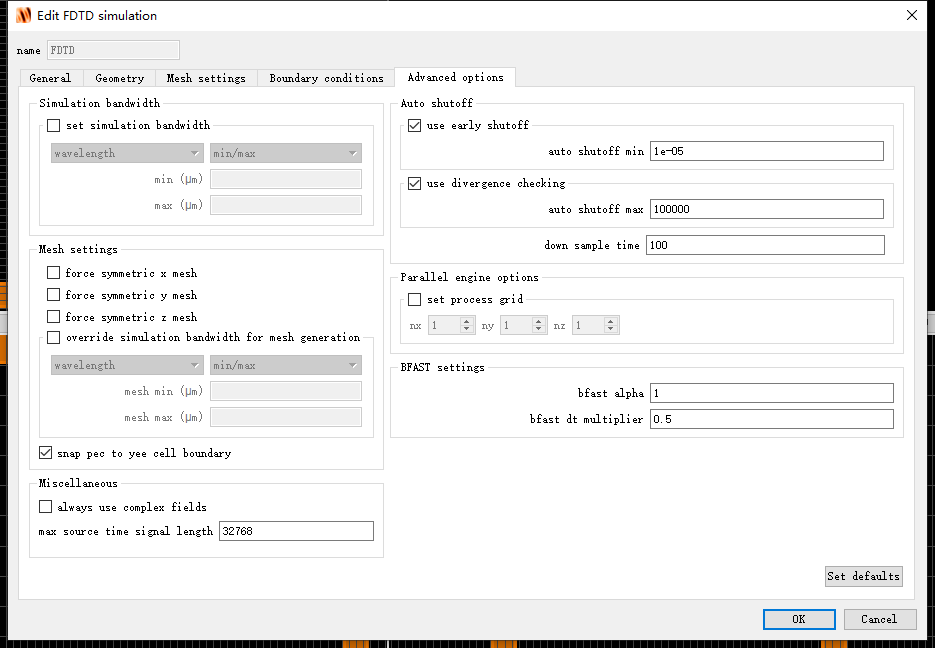 Edit FDTD simulation
name FDTD
General Geometry Mesh settings Boundary conditions Advanced options
Simulation bandwidth
set simulation bandwidth
wavelength min/max
min (μm)
max (μm)
Mesh settings
force symmetric x mesh
force symmetric y mesh
force symmetric z mesh
override simulation bandwidth for mesh generation
wavelength min/max
mesh min (μm)
mesh max (μm)
snap pec to yee cell boundary
Miscellaneous
always use complex fields
max source time signal length 32768
Auto shutoff
use early shutoff
auto shutoff min 1e-05
use divergence checking
auto shutoff max 100000
down sample time 100
Parallel engine options
set process grid
nx 1 ny 1 nz 1
BFAST settings
bfast alpha 1
bfast dt multiplier 0.5
Set defaults
OK Cancel